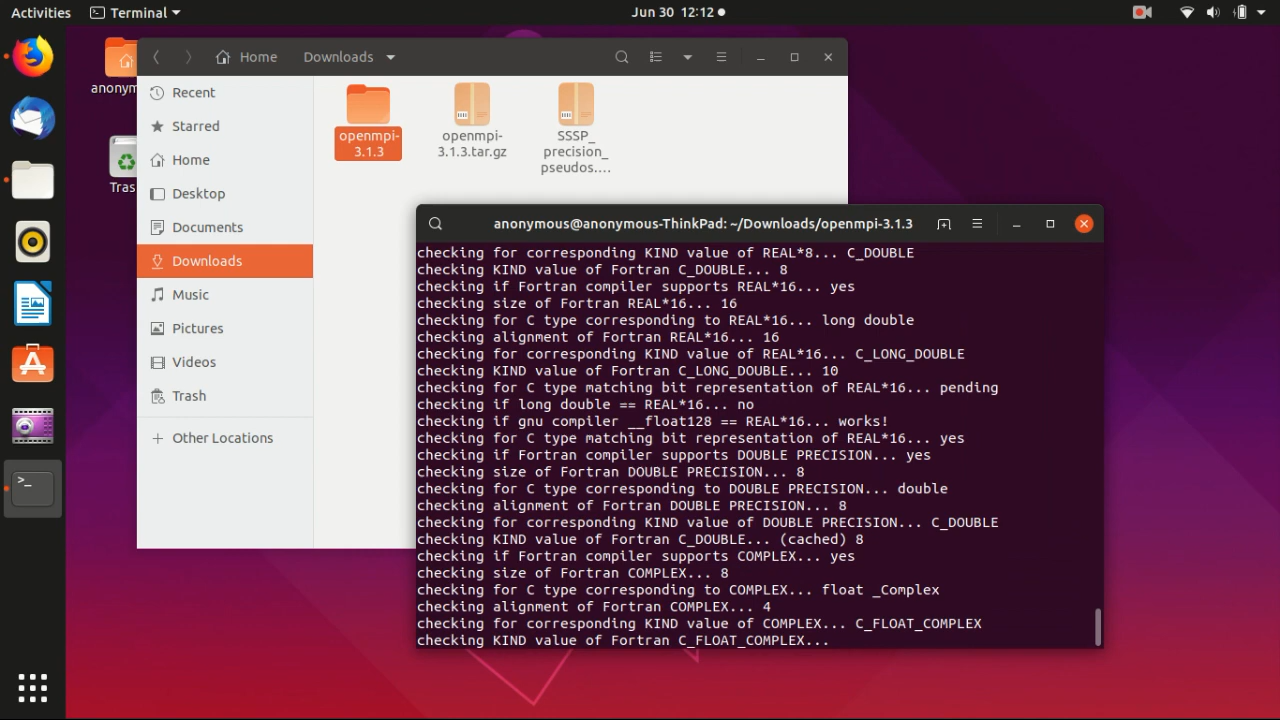 Activities
Terminal
Jun 30 12:12
anonym
Tras
Home
Downloads
Recent
Starred
Home
Desktop
Documents
Downloads
Music
Pictures
Videos
Trash
Other Locations
openmpi-
3.1.3
openmpi-
3.1.3.tar.gz
SSSP_
precision_
pseudos.…
anonymous@anonymous-ThinkPad: ~/Downloads/openmpi-3.1.3
checking for corresponding KIND value of REAL*8... C_DOUBLE
checking KIND value of Fortran C_DOUBLE... 8
checking if Fortran compiler supports REAL*16... yes
checking size of Fortran REAL*16... 16
checking for C type corresponding to REAL*16... long double
checking alignment of Fortran REAL*16... 16
checking for corresponding KIND value of REAL*16... C_LONG_DOUBLE
checking KIND value of Fortran C_LONG_DOUBLE... 10
checking for C type matching bit representation of REAL*16... pending
checking if long double == REAL*16... no
checking if gnu compiler __float128 == REAL*16... works!
checking for C type matching bit representation of REAL*16... yes
checking if Fortran compiler supports DOUBLE PRECISION... yes
checking size of Fortran DOUBLE PRECISION... 8
checking for C type corresponding to DOUBLE PRECISION... double
checking alignment of Fortran DOUBLE PRECISION... 8
checking for corresponding KIND value of DOUBLE PRECISION... C_DOUBLE
checking KIND value of Fortran C_DOUBLE... (cached) 8
checking if Fortran compiler supports COMPLEX... yes
checking size of Fortran COMPLEX... 8
checking for C type corresponding to COMPLEX... float _Complex
checking alignment of Fortran COMPLEX... 4
checking for corresponding KIND value of COMPLEX... C_FLOAT_COMPLEX
checking KIND value of Fortran C_FLOAT_COMPLEX...